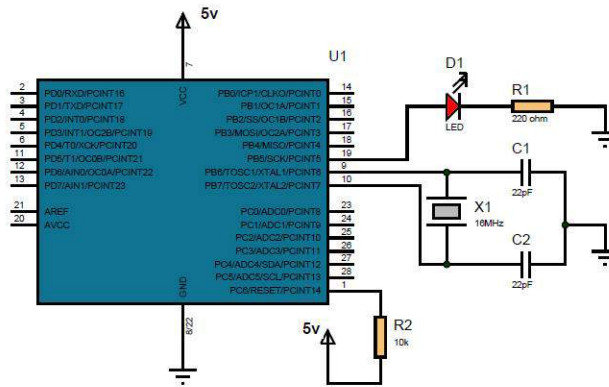 5v
U1
7
VCC
2 PD0/RXD/PCINT16
3 PD1/TXD/PCINT17
4 PD2/INT0/PCINT18
5 PD3/INT1/OC2B/PCINT19
6 PD4/T0/XCK/PCINT20
11 PD5/T1/OC0B/PCINT21
12 PD6/AIN0/OC0A/PCINT22
13 PD7/AIN1/PCINT23
21 AREF
20 AVCC
PB0/ICP1/CLKO/PCINT0 14
PB1/OC1A/PCINT1 15
PB2/SS/OC1B/PCINT2 16
PB3/MOSI/OC2A/PCINT3 17
PB4/MISO/PCINT4 18
PB5/SCK/PCINT5 19
PB6/TOSC1/XTAL1/PCINT6 9
PB7/TOSC2/XTAL2/PCINT7 10
PC0/ADC0/PCINT8 23
PC1/ADC1/PCINT9 24
PC2/ADC2/PCINT10 25
PC3/ADC3/PCINT11 26
PC4/ADC4/SDA/PCINT12 27
PC5/ADC5/SCL/PCINT13 28
PC6/RESET/PCINT14 1
GND
8/22
D1
LED
R1
220 ohm
C1
22pF
X1
16MHz
C2
22pF
5v
R2
10k